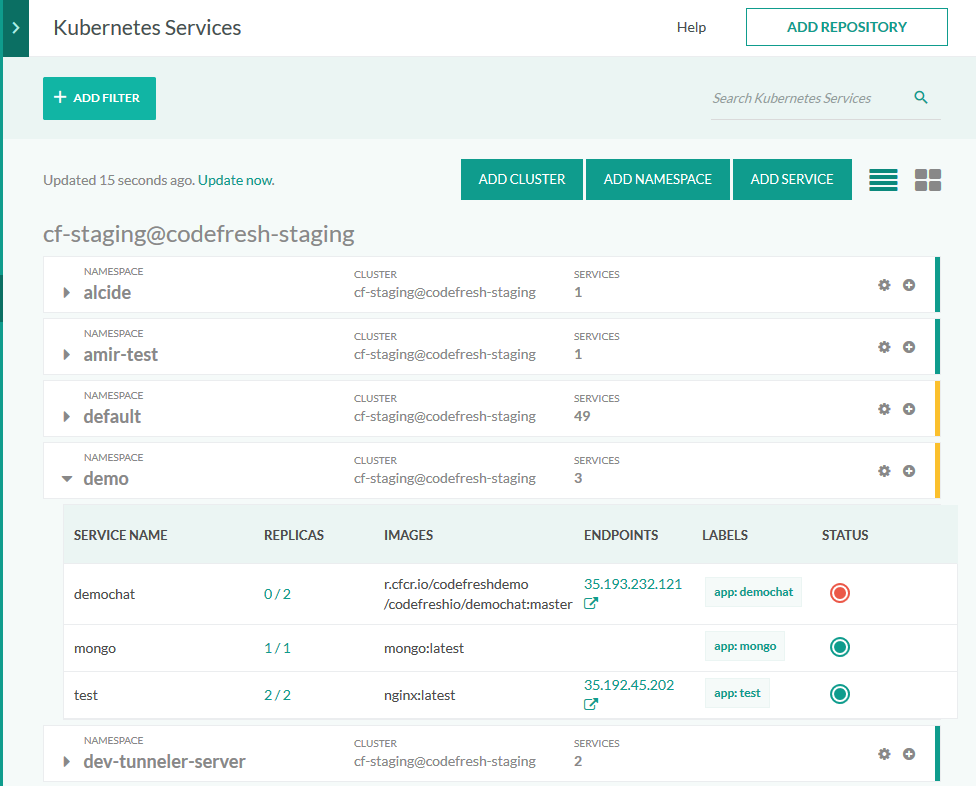 Kubernetes Services
Help
ADD REPOSITORY
+ ADD FILTER
Search Kubernetes Services
Updated 15 seconds ago. Update now.
ADD CLUSTER
ADD NAMESPACE
ADD SERVICE
cf-staging@codefresh-staging
NAMESPACE CLUSTER SERVICES
alcide cf-staging@codefresh-staging 1
NAMESPACE CLUSTER SERVICES
amir-test cf-staging@codefresh-staging 1
NAMESPACE CLUSTER SERVICES
default cf-staging@codefresh-staging 49
NAMESPACE CLUSTER SERVICES
demo cf-staging@codefresh-staging 3
SERVICE NAME REPLICAS IMAGES ENDPOINTS LABELS STATUS
demochat 0 / 2 r.cfcr.io/codefreshdemo 35.193.232.121 app: demochat
/codefreshio/demochat:master
mongo 1 / 1 mongo:latest app: mongo
test 2 / 2 nginx:latest 35.192.45.202 app: test
NAMESPACE CLUSTER SERVICES
dev-tunneler-server cf-staging@codefresh-staging 2